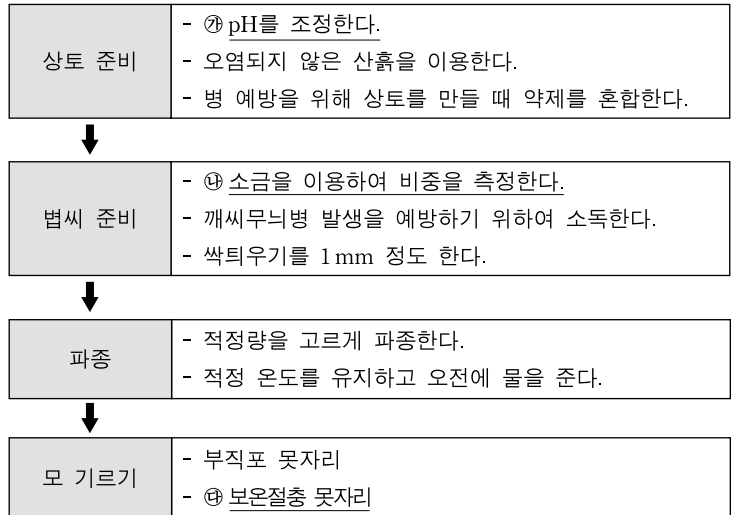 상토 준비
- ㉮ pH를 조정한다.
- 오염되지 않은 산흙을 이용한다.
- 병 예방을 위해 상토를 만들 때 약제를 혼합한다.
볍씨 준비
- ㉯ 소금을 이용하여 비중을 측정한다.
- 깨씨무늬병 발생을 예방하기 위하여 소독한다.
- 싹틔우기를 1mm 정도 한다.
파종
- 적정량을 고르게 파종한다.
- 적정 온도를 유지하고 오전에 물을 준다.
모 기르기
- 부직포 못자리
- ㉰ 보온절충 못자리